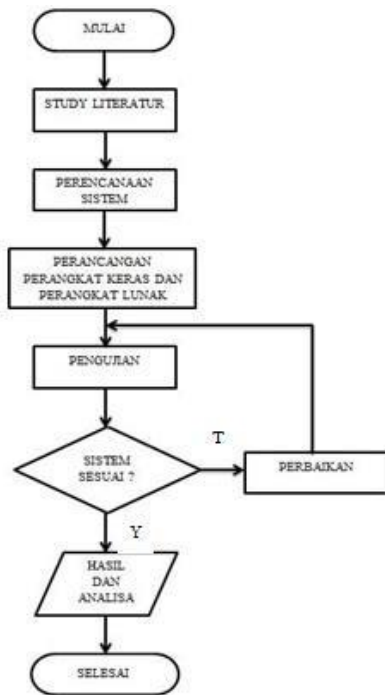 MULAI
STUDY LITERATUR
PERENCANAAN
SISTEM
PERANCANGAN
PERANGKAT KERAS DAN
PERANGKAT LUNAK
PENGUJIAN
SISTEM
SESUAI ?
T
PERBAIKAN
Y
HASIL
DAN
ANALISA
SELESAI